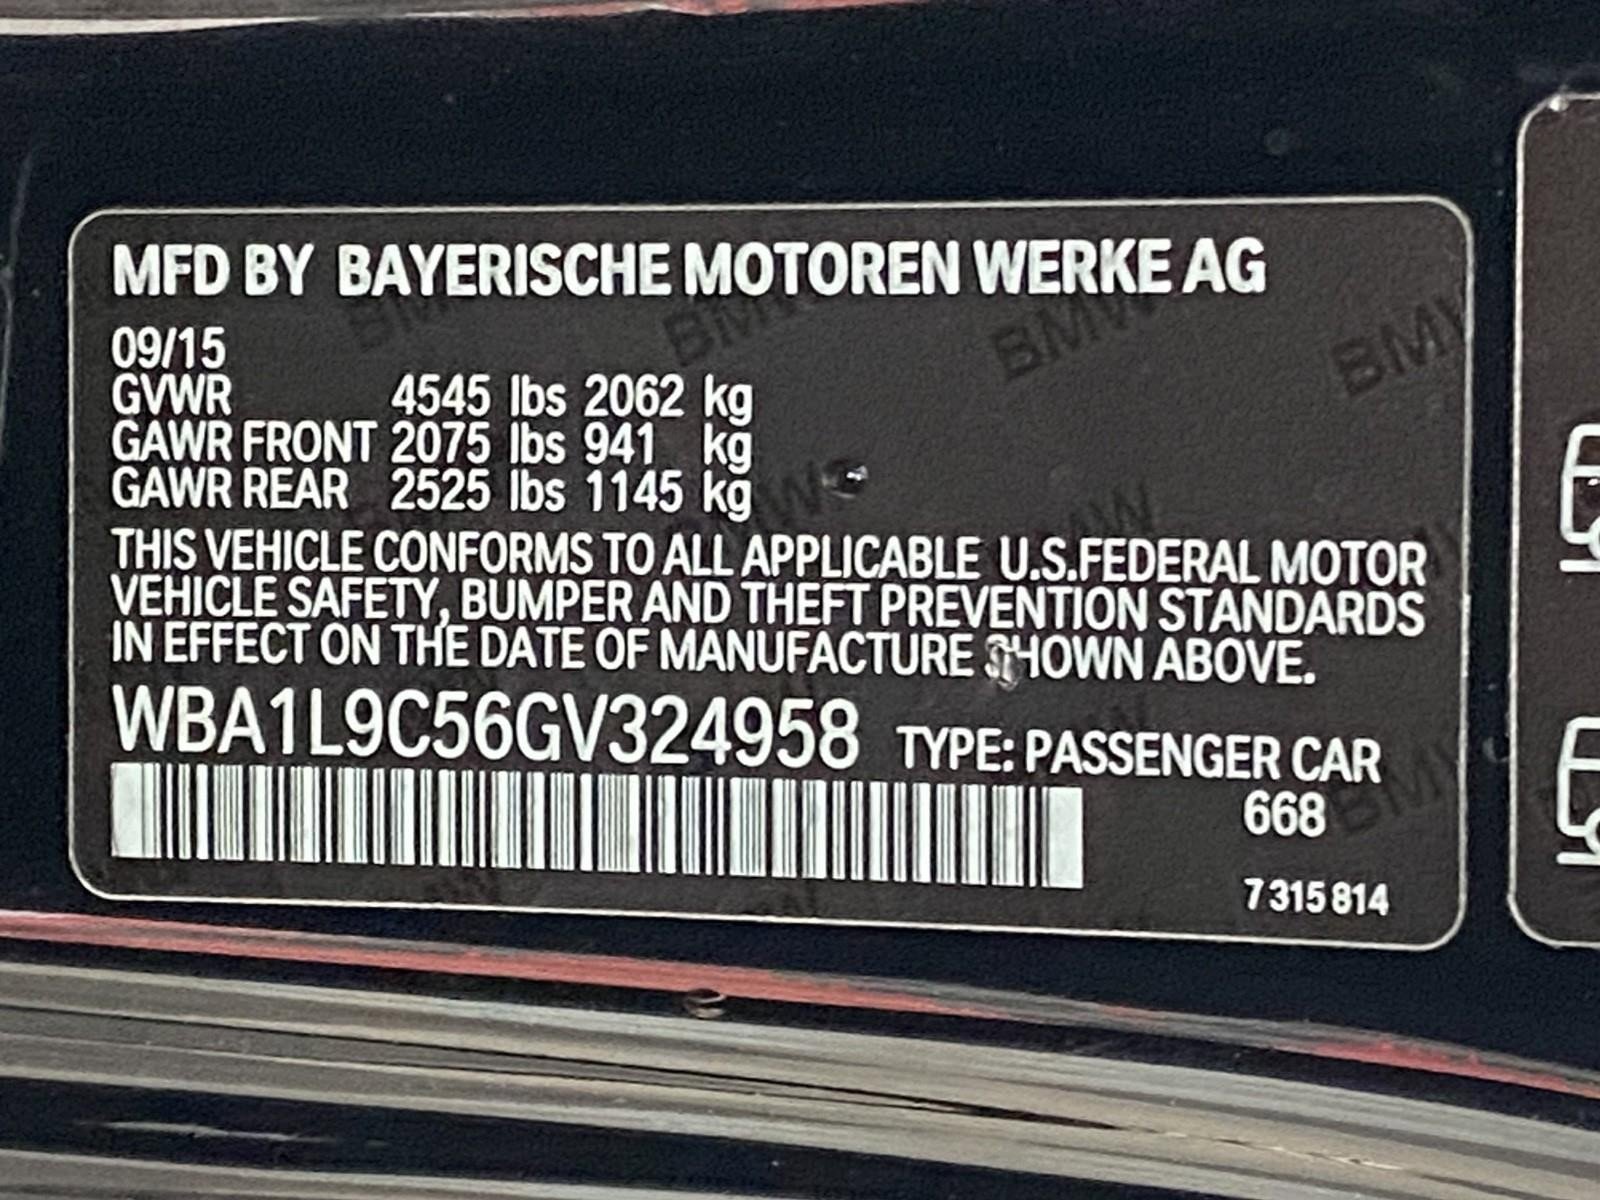 MFD BY BAYERISCHE MOTOREN WERKE AG
09/15
GVWR 4545 lbs 2062 kg
GAWR FRONT 2075 lbs 941 kg
GAWR REAR 2525 lbs 1145 kg
THIS VEHICLE CONFORMS TO ALL APPLICABLE U.S.FEDERAL MOTOR
VEHICLE SAFETY, BUMPER AND THEFT PREVENTION STANDARDS
IN EFFECT ON THE DATE OF MANUFACTURE SHOWN ABOVE.
WBA1L9C56GV324958 TYPE: PASSENGER CAR
668
7 315 814